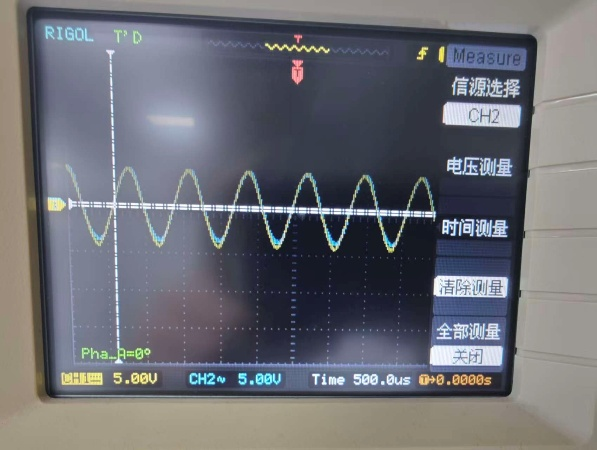 RIGOL T'D
T
Measure
信源选择
CH2
T
电压测量
时间测量
清除测量
全部测量
关闭
Pha_A=0°
5.00V CH2~ 5.00V Time 500.0us T→0.0000s